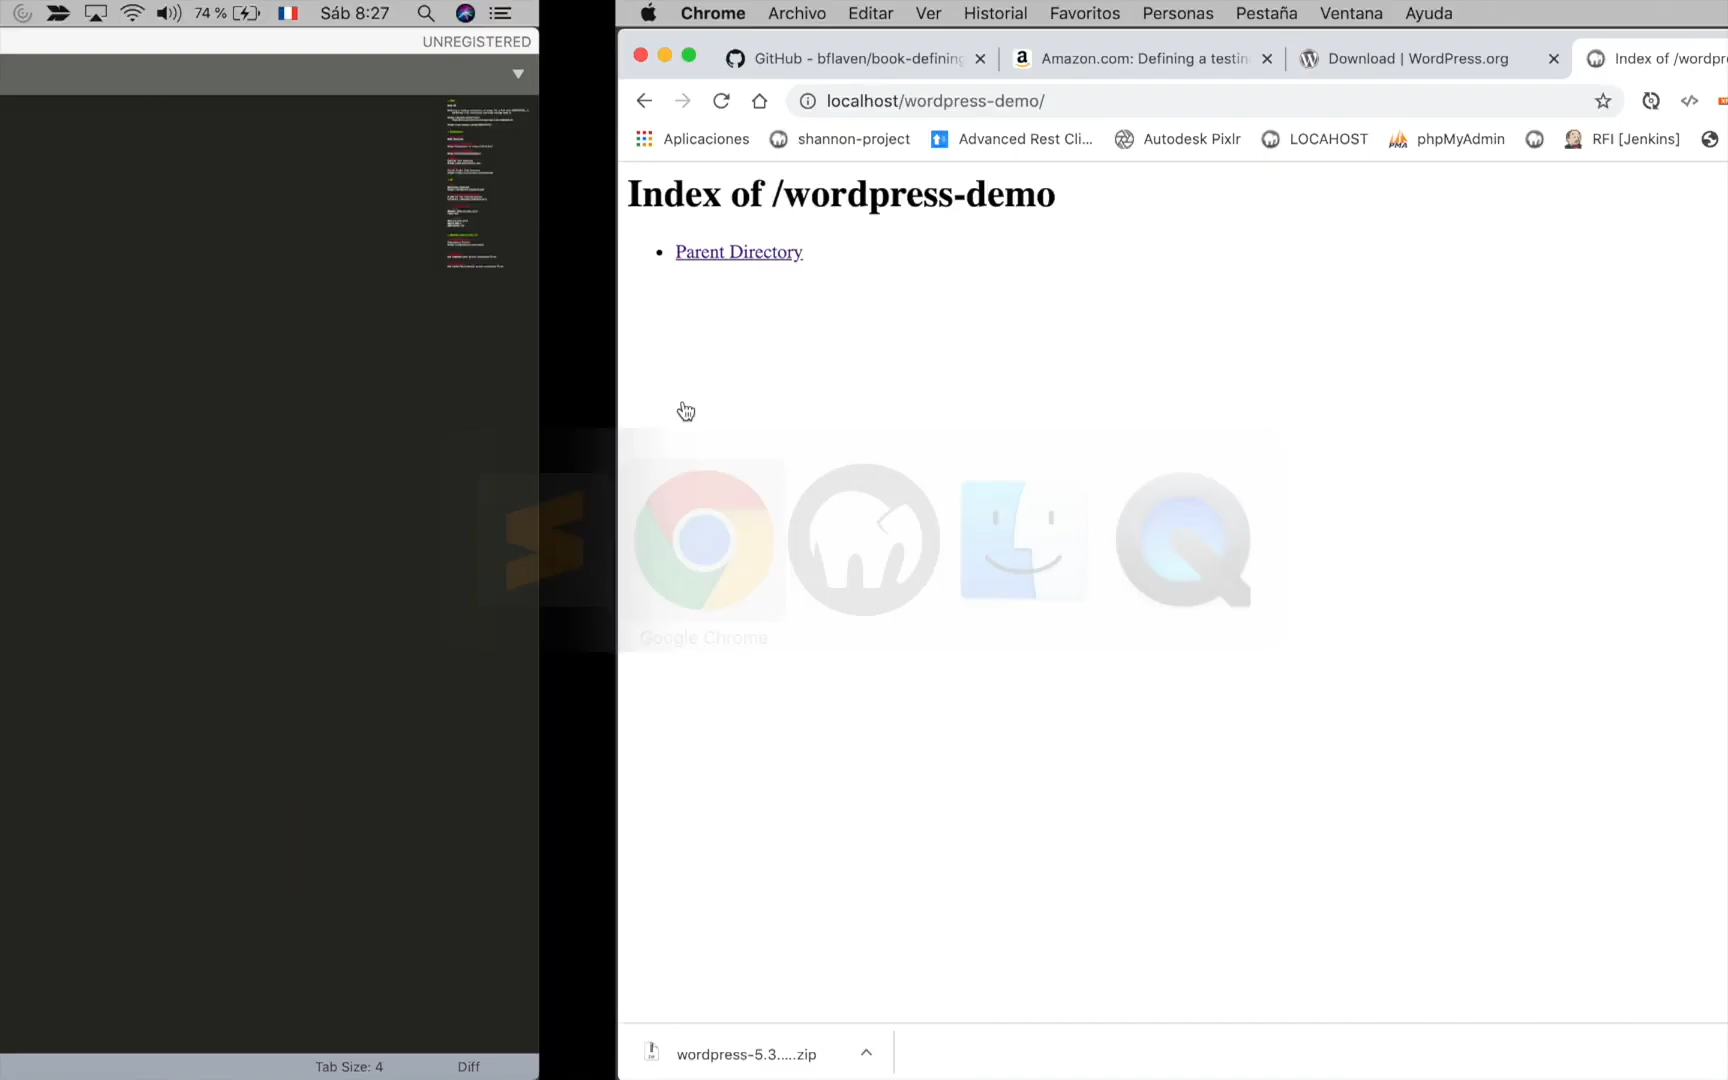 74 %
Sáb 8:27
UNREGISTERED
Tab Size: 4
Diff
Chrome Archivo Editar Ver Historial Favoritos Personas Pestaña Ventana Ayuda
GitHub - bflaven/book-defining
Amazon.com: Defining a testin
Download | WordPress.org
Index of /wordpr
localhost/wordpress-demo/
Aplicaciones
shannon-project
Advanced Rest Cli...
Autodesk Pixlr
LOCAHOST
phpMyAdmin
RFI [Jenkins]
Index of /wordpress-demo
Parent Directory
Google Chrome
wordpress-5.3.....zip